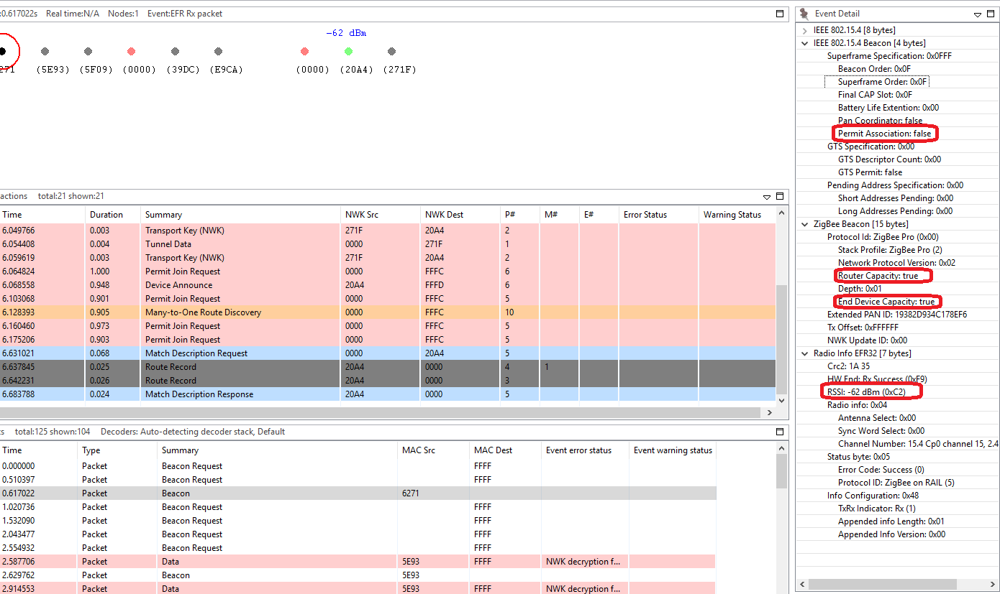 :0.617022s Real time:N/A Nodes:1 Event:EFR Rx packet
-62 dBm
271 (5E93) (5F09) (0000) (39DC) (E9CA) (0000) (20A4) (271F)
actions total:21 shown:21
Time Duration Summary NWK Src NWK Dest P# M# E# Error Status Warning Status
6.049766 0.003 Transport Key (NWK) 271F 20A4 2
6.054408 0.004 Tunnel Data 0000 271F 1
6.059619 0.003 Transport Key (NWK) 271F 20A4 2
6.064824 1.000 Permit Join Request 0000 FFFC 6
6.068558 0.948 Device Announce 20A4 FFFD 6
6.103068 0.901 Permit Join Request 0000 FFFC 5
6.128393 0.905 Many-to-One Route Discovery 0000 FFFC 10
6.160460 0.973 Permit Join Request 0000 FFFC 5
6.175206 0.903 Permit Join Request 0000 FFFC 5
6.631021 0.068 Match Description Request 0000 20A4 5
6.637845 0.025 Route Record 20A4 0000 4 1
6.642231 0.026 Route Record 20A4 0000 3
6.683788 0.024 Match Description Response 20A4 0000 5
s total:125 shown:104 Decoders: Auto-detecting decoder stack, Default
Time Type Summary MAC Src MAC Dest Event error status Event warning status
0.000000 Packet Beacon Request FFFF
0.510397 Packet Beacon Request FFFF
0.617022 Packet Beacon 6271
1.020736 Packet Beacon Request FFFF
1.532090 Packet Beacon Request FFFF
2.043477 Packet Beacon Request FFFF
2.554932 Packet Beacon Request FFFF
2.587706 Packet Data 5E93 FFFF NWK decryption f...
2.629762 Packet Beacon 5E93
2.914553 Packet Data 5E93 FFFF NWK decryption f...
Event Detail
IEEE 802.15.4 [8 bytes]
IEEE 802.15.4 Beacon [4 bytes]
Superframe Specification: 0x0FFF
Beacon Order: 0x0F
Superframe Order: 0x0F
Final CAP Slot: 0x0F
Battery Life Extention: 0x00
Pan Coordinator: false
Permit Association: false
GTS Specification: 0x00
GTS Descriptor Count: 0x00
GTS Permit: false
Pending Address Specification: 0x00
Short Addresses Pending: 0x00
Long Addresses Pending: 0x00
ZigBee Beacon [15 bytes]
Protocol Id: ZigBee Pro (0x00)
Stack Profile: ZigBee Pro (2)
Network Protocol Version: 0x02
Router Capacity: true
Depth: 0x01
End Device Capacity: true
Extended PAN ID: 19382D934C178EF6
Tx Offset: 0xFFFFFF
NWK Update ID: 0x00
Radio Info EFR32 [7 bytes]
Crc2: 1A 35
HW End: Rx Success (0xF9)
RSSI: -62 dBm (0xC2)
Radio info: 0x04
Antenna Select: 0x00
Sync Word Select: 0x00
Channel Number: 15.4 Cp0 channel 15, 2.4
Status byte: 0x05
Error Code: Success (0)
Protocol ID: ZigBee on RAIL (5)
Info Configuration: 0x48
TxRx Indicator: Rx (1)
Appended info Length: 0x01
Appended Info Version: 0x00